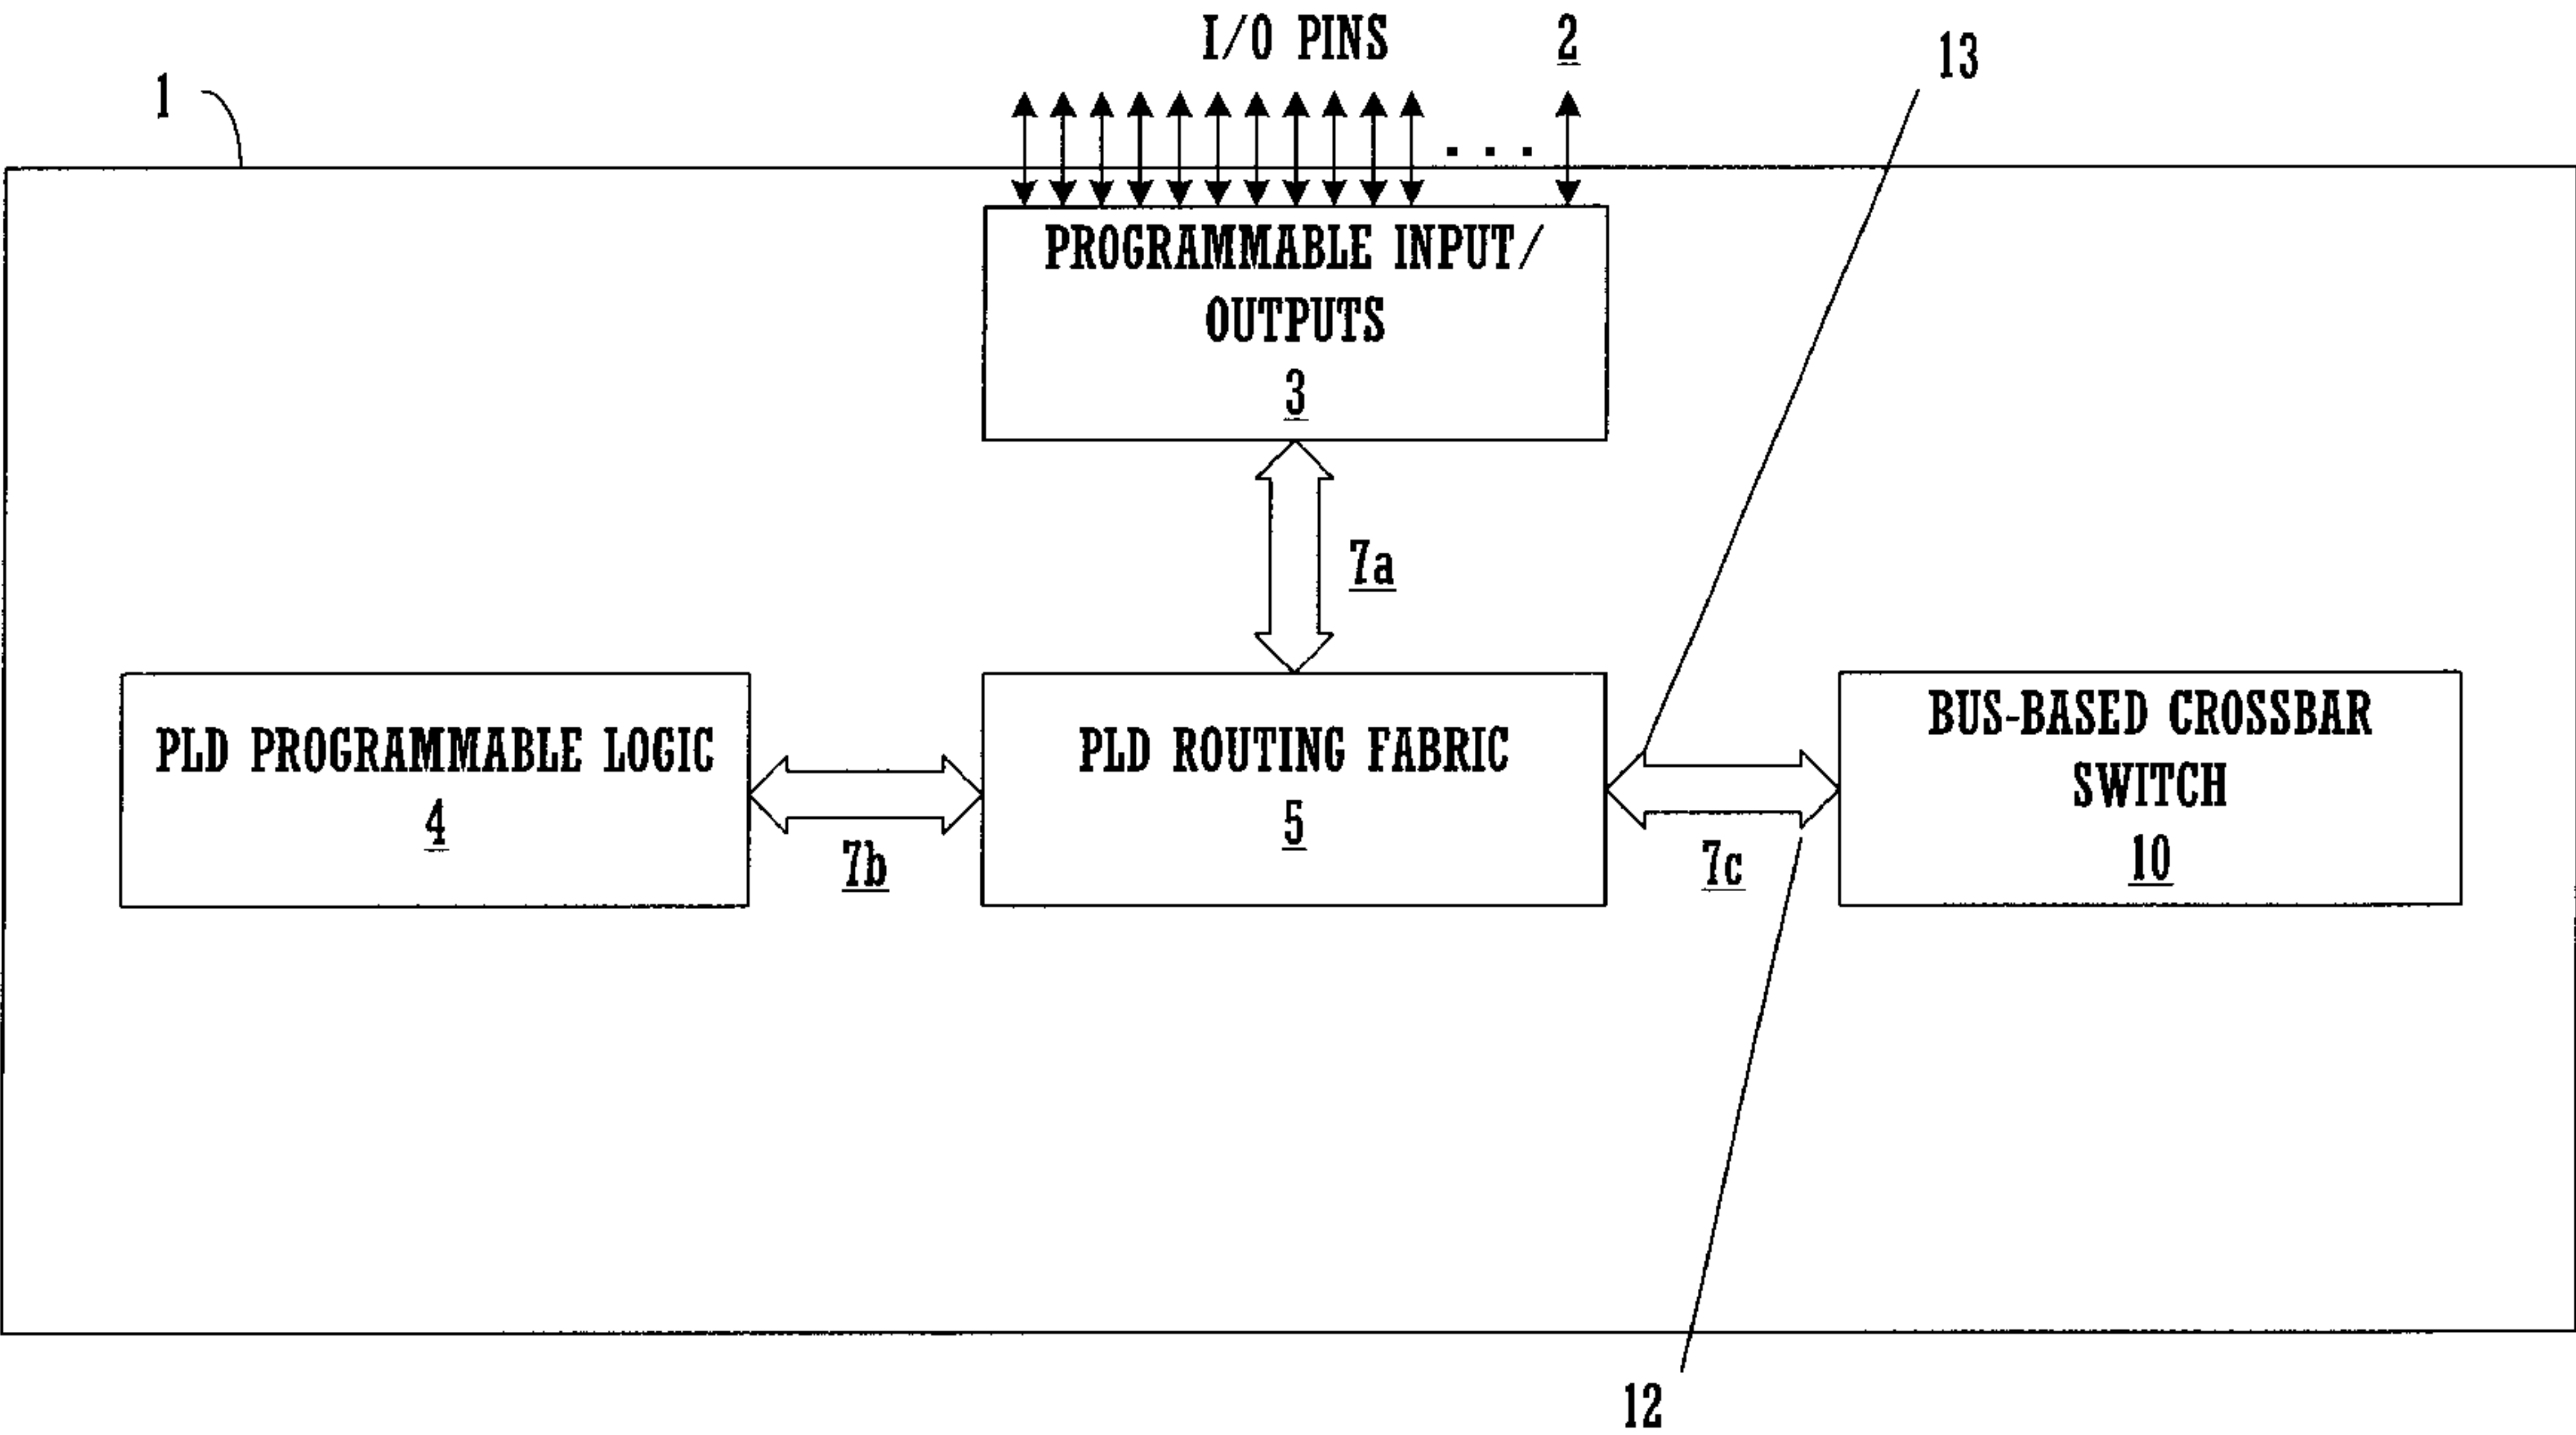 I/O PINS 2
13
1
PROGRAMMABLE INPUT/
OUTPUTS
3
7a
PLD PROGRAMMABLE LOGIC
4
7b
PLD ROUTING FABRIC
5
7c
BUS-BASED CROSSBAR
SWITCH
10
12